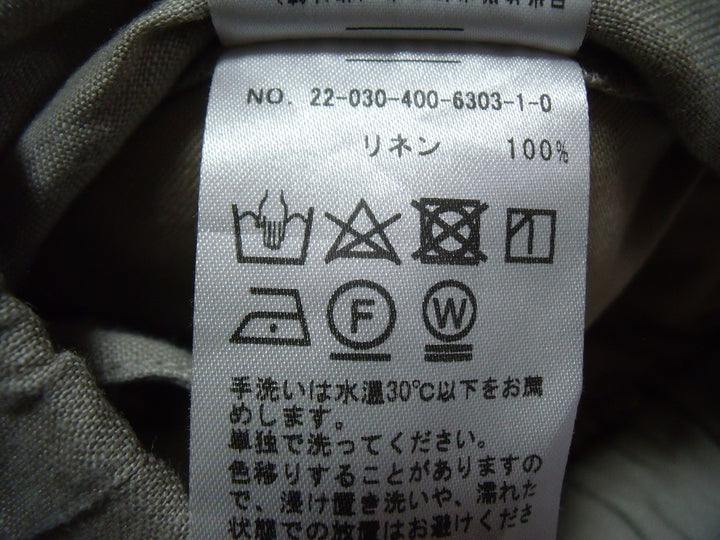 NO. 22-030-400-6303-1-0
リネン 100%
F
W
手洗いは水温30℃以下をお薦
めします。
単独で洗ってください。
色移りすることがありますの
で、浸け置き洗いや、濡れた
状態での放置はお避けくださ